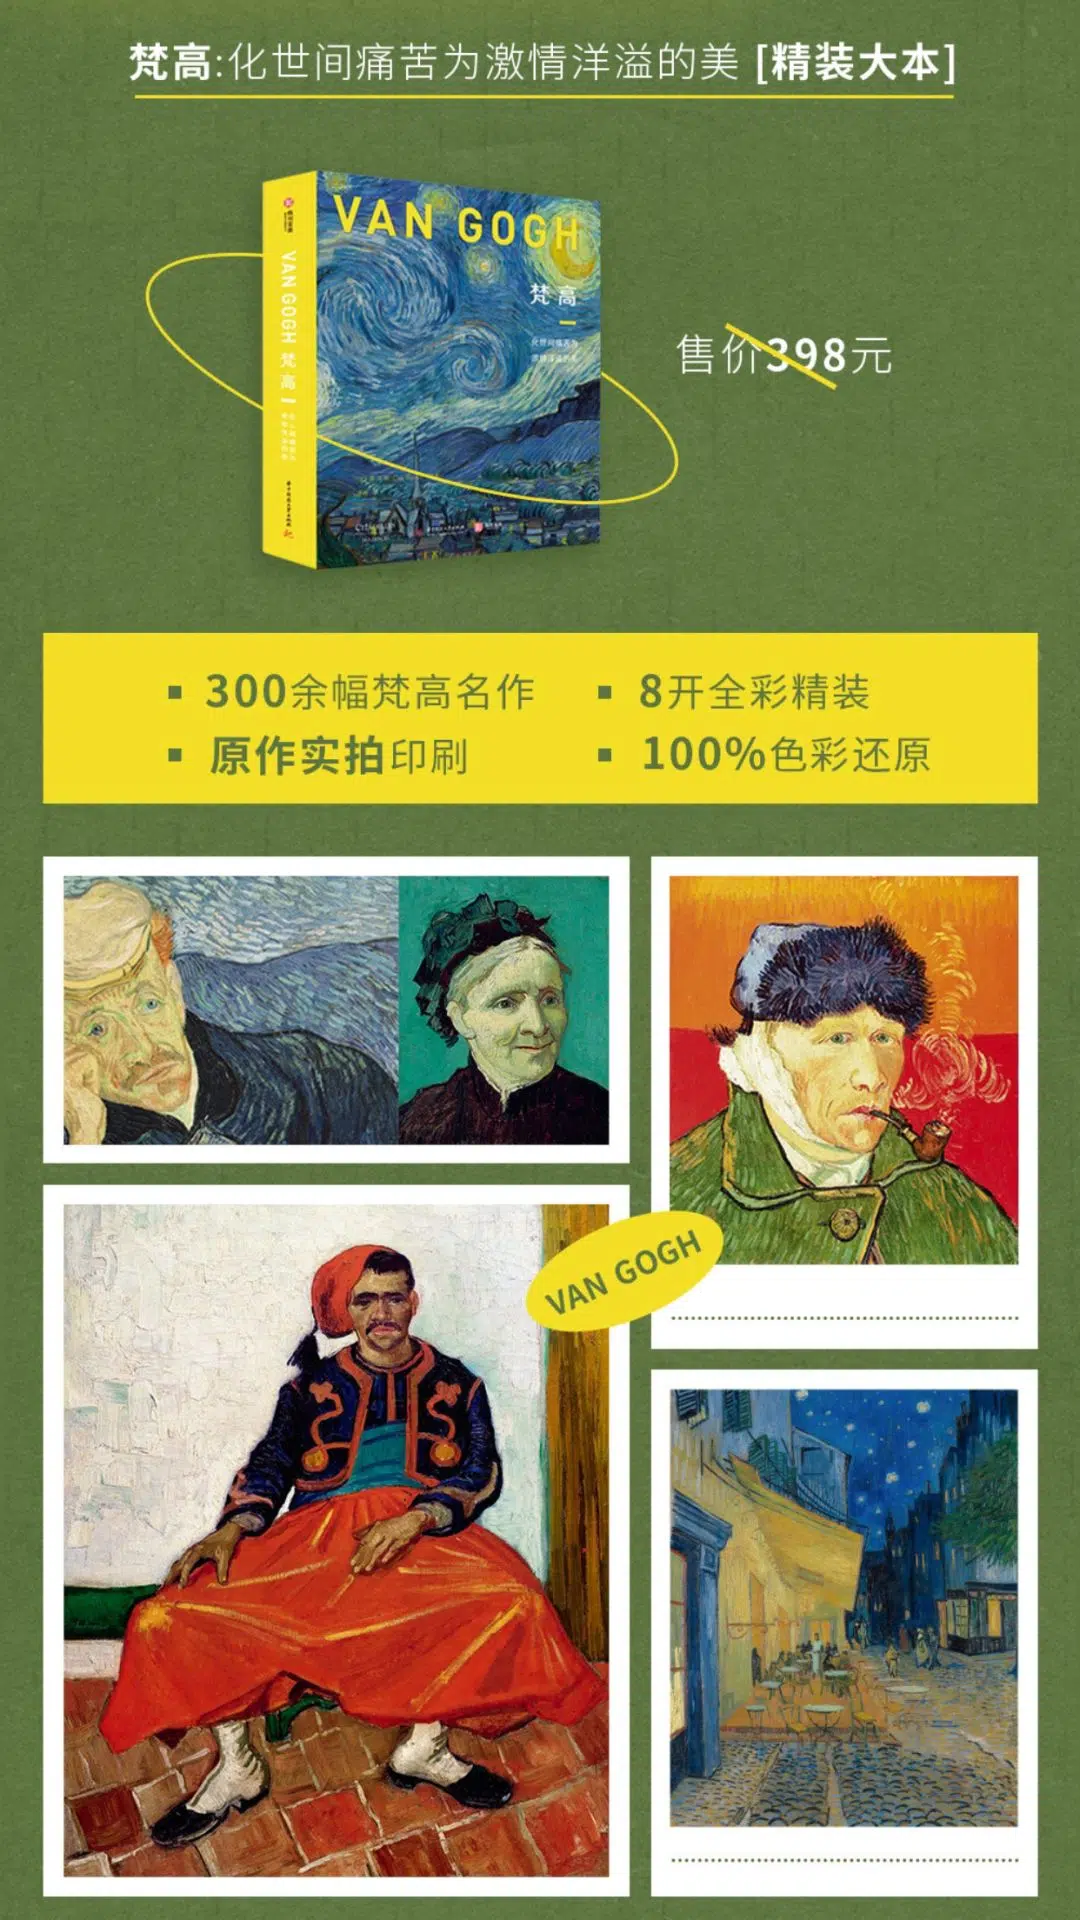 梵高:化世间痛苦为激情洋溢的美 [精装大本]
VAN GOGH
梵高
VAN GOGH 梵高
售价398元
300余幅梵高名作
8开全彩精装
原作实拍印刷
100%色彩还原
VAN GOGH